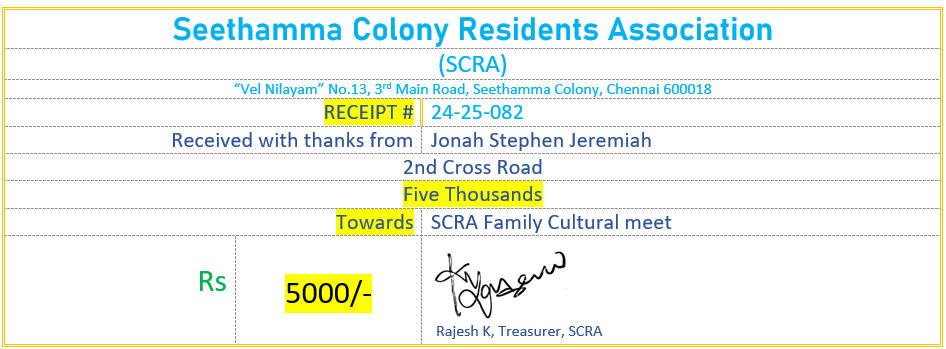 Seethamma Colony Residents Association
(SCRA)
“Vel Nilayam” No.13, 3rd Main Road, Seethamma Colony, Chennai 600018
RECEIPT # 24-25-082
Received with thanks from Jonah Stephen Jeremiah
2nd Cross Road
Five Thousands
Towards SCRA Family Cultural meet
Rs 5000/-
Rajesh K, Treasurer, SCRA